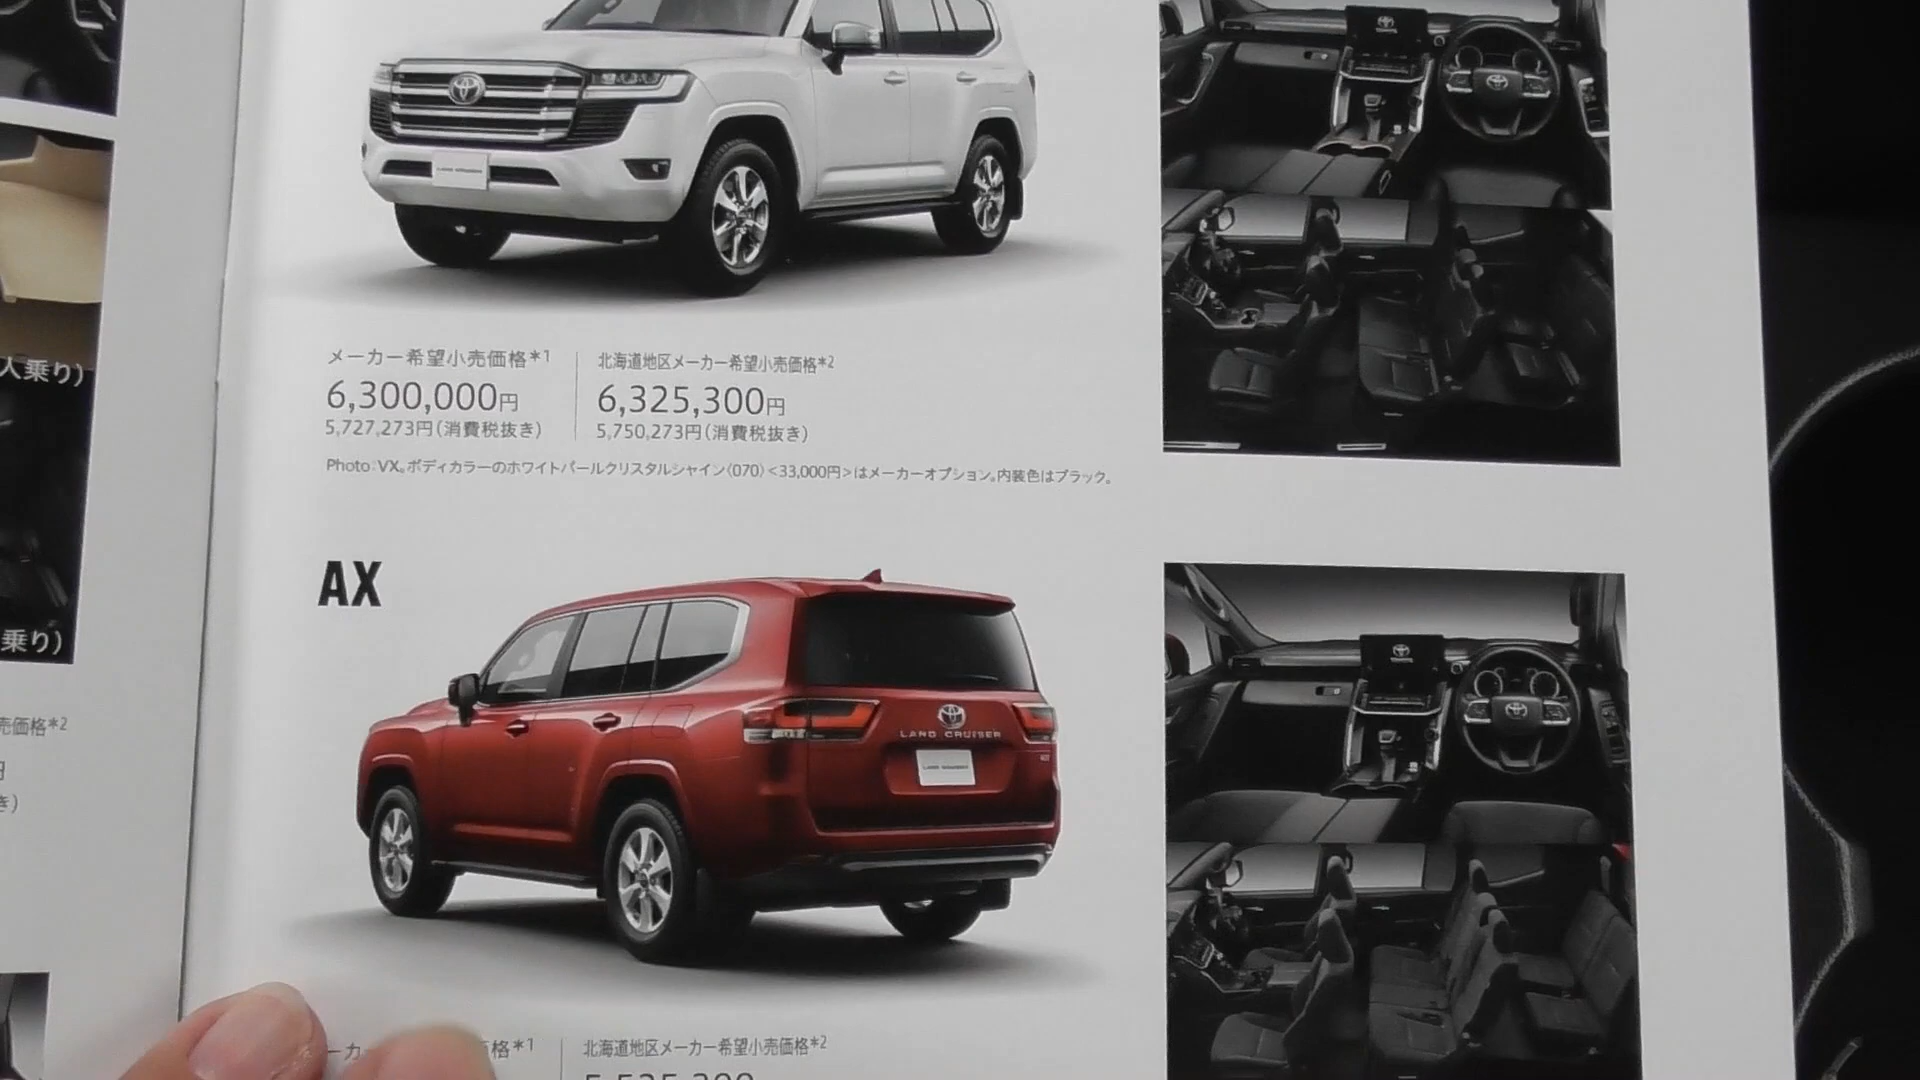 LAND CRUISER
メーカー希望小売価格*1
北海道地区メーカー希望小売価格*2
6,300,000円
6,325,300円
5,727,273円(消費税抜き)
5,750,273円(消費税抜き)
Photo:VX。ボディカラーのホワイトパールクリスタルシャイン〈070〉<33,000円>はメーカーオプション。内装色はブラック。
AX
LAND CRUISER
LAND CRUISER
格*1
北海道地区メーカー希望小売価格*2
人乗り)
乗り)
売価格*2
円
き)
TOYOTA